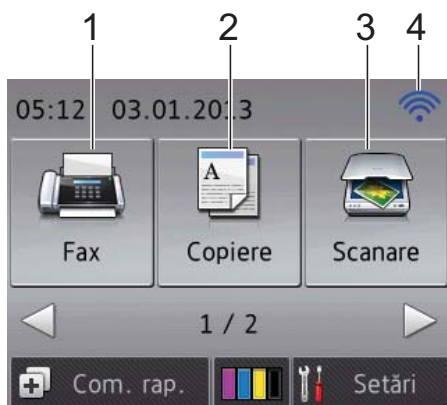 1 2 3 4
05:12 03.01.2013
A
Fax Copiere Scanare
1 / 2
Com. rap. Setări